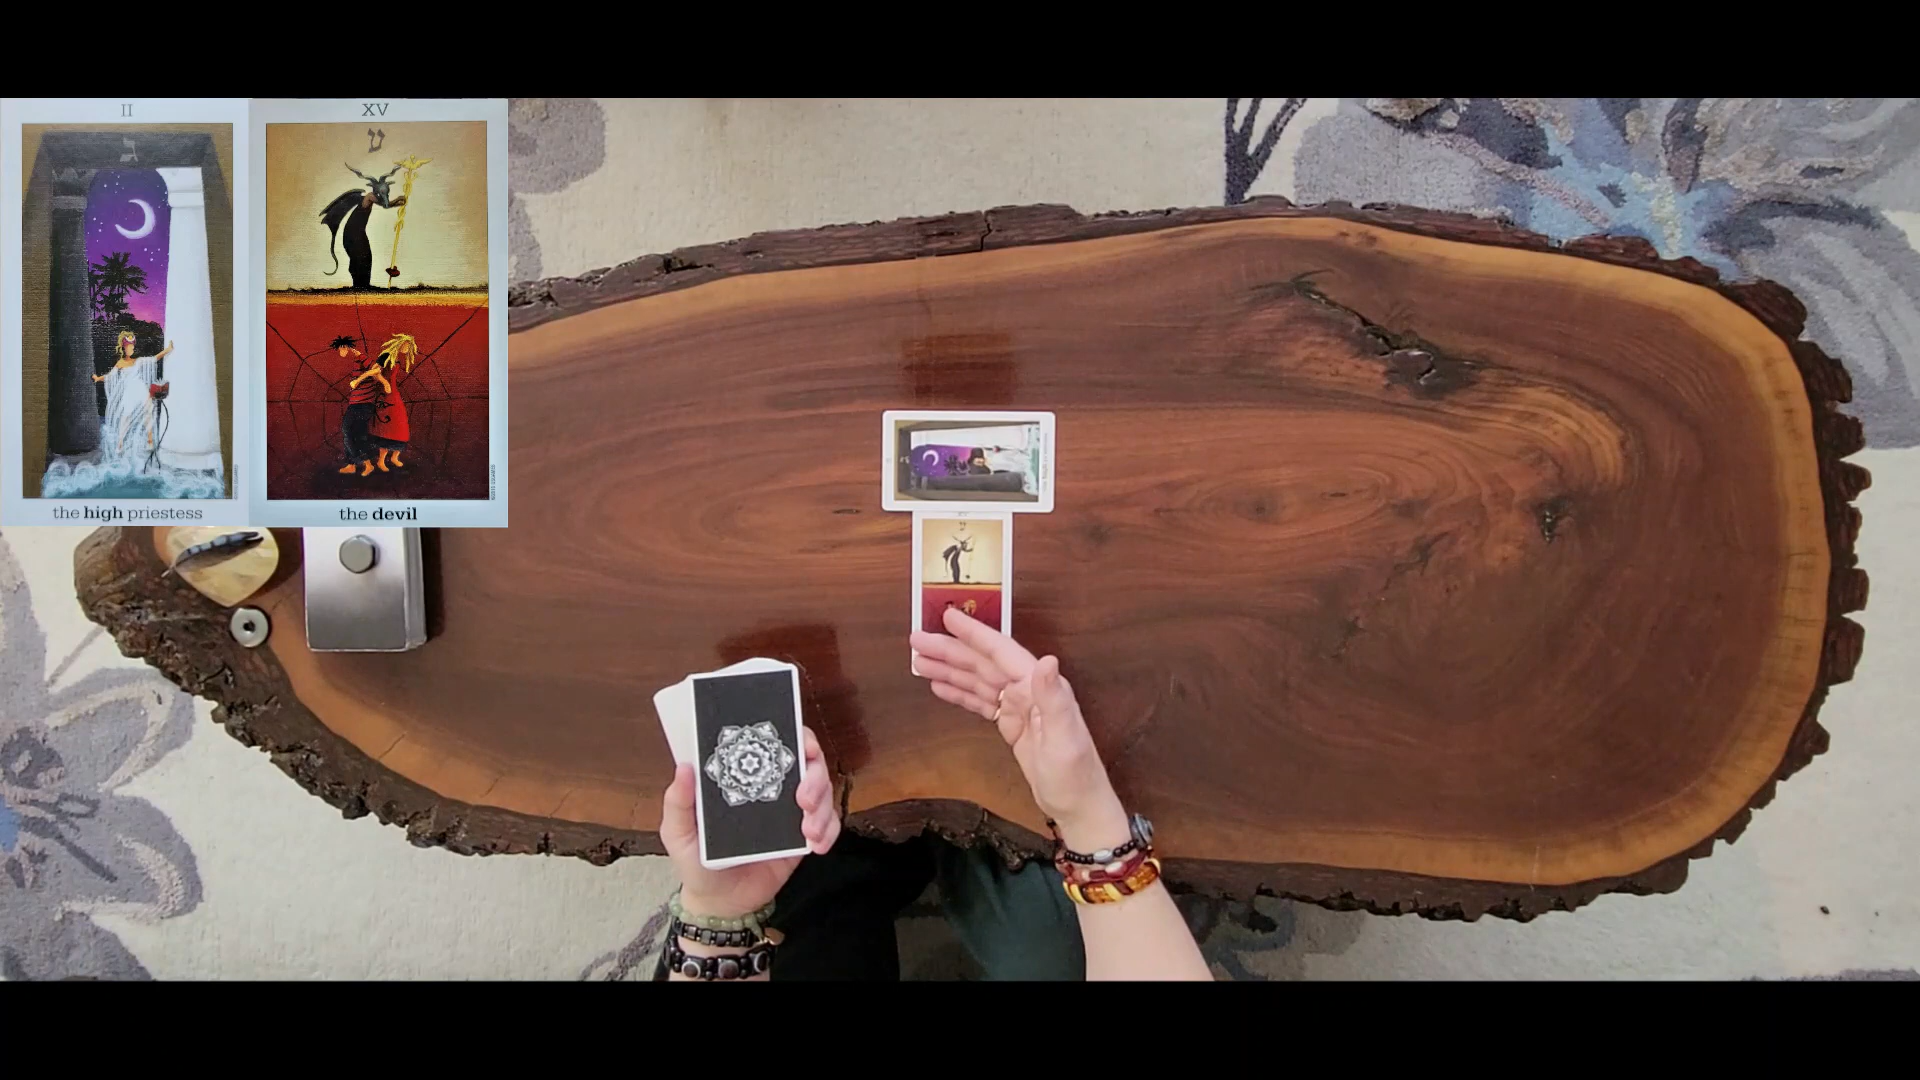 II
ג
the high priestess
XV
ע
the devil